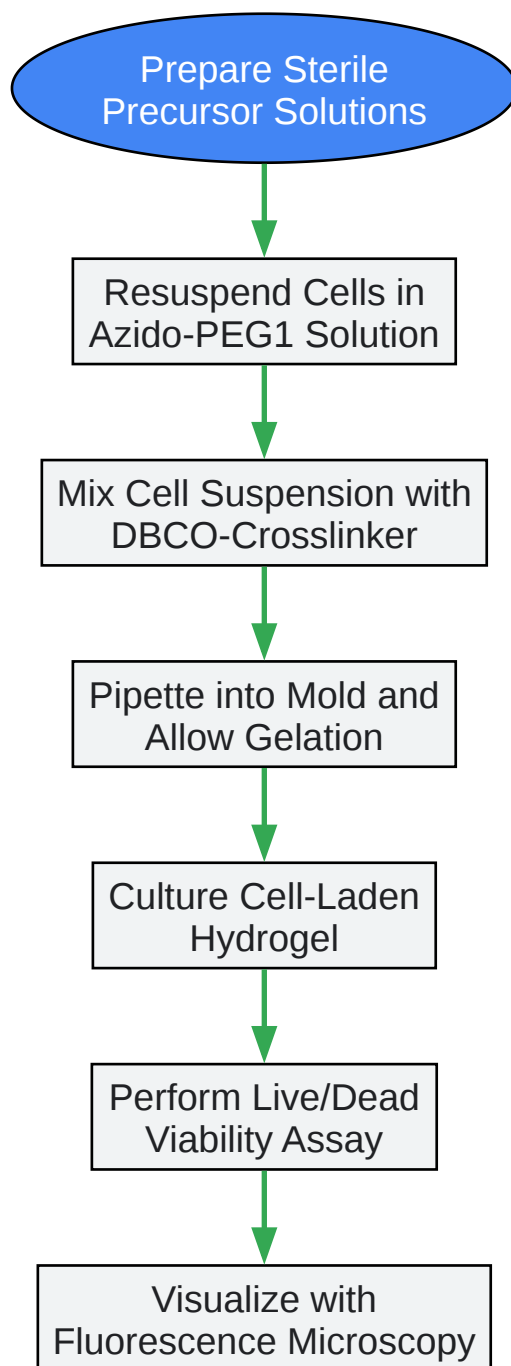 Prepare Sterile
Precursor Solutions
Resuspend Cells in
Azido-PEG1 Solution
Mix Cell Suspension with
DBCO-Crosslinker
Pipette into Mold and
Allow Gelation
Culture Cell-Laden
Hydrogel
Perform Live/Dead
Viability Assay
Visualize with
Fluorescence Microscopy